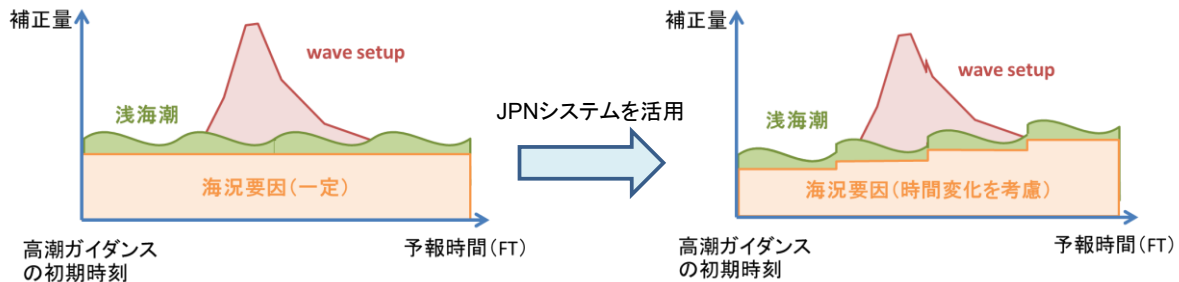 補正量
wave setup
浅海潮
海況要因(一定)
高潮ガイダンス
の初期時刻
予報時間(FT)
JPNシステムを活用
補正量
wave setup
浅海潮
海況要因(時間変化を考慮)
高潮ガイダンス
の初期時刻
予報時間(FT)